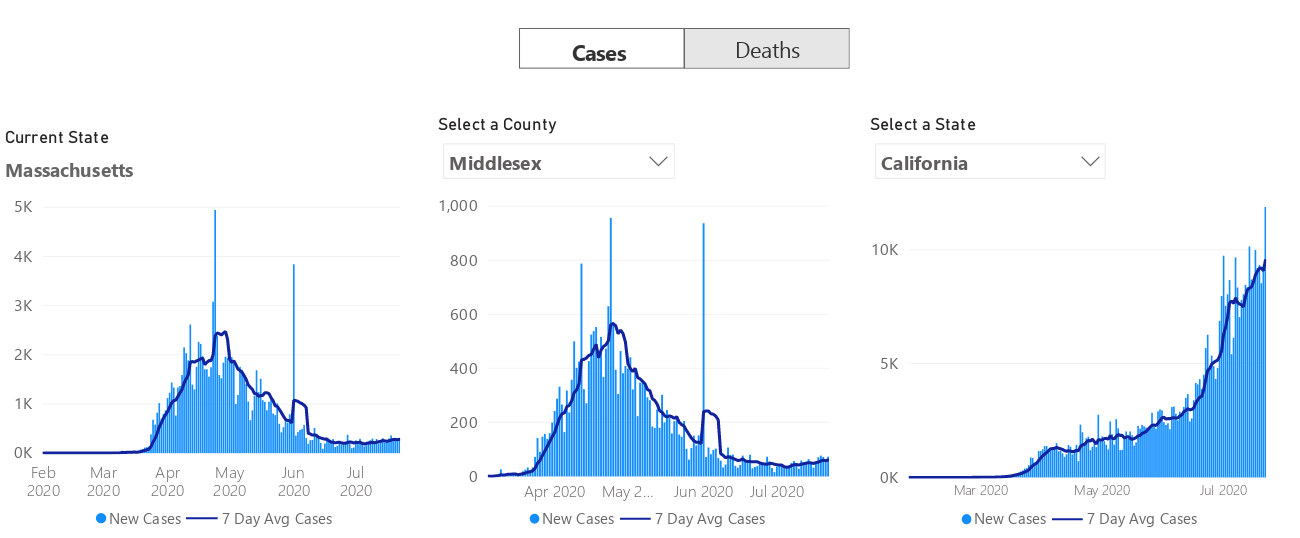 Cases
Deaths
Current State
Massachusetts
5K
4K
3K
2K
1K
0K
Feb 2020
Mar 2020
Apr 2020
May 2020
Jun 2020
Jul 2020
New Cases
7 Day Avg Cases
Select a County
Middlesex
1,000
800
600
400
200
0
Apr 2020
May 2...
Jun 2020
Jul 2020
New Cases
7 Day Avg Cases
Select a State
California
10K
5K
0K
Mar 2020
May 2020
Jul 2020
New Cases
7 Day Avg Cases